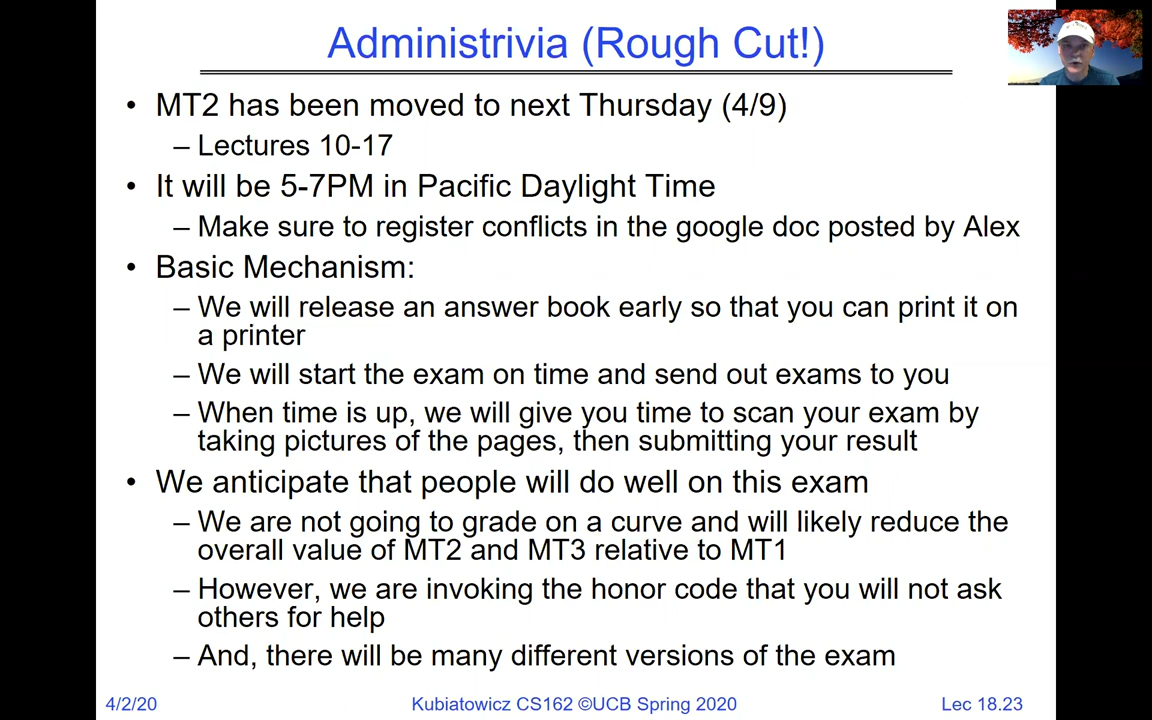 Administrivia (Rough Cut!)
• MT2 has been moved to next Thursday (4/9)
– Lectures 10-17
• It will be 5-7PM in Pacific Daylight Time
– Make sure to register conflicts in the google doc posted by Alex
• Basic Mechanism:
– We will release an answer book early so that you can print it on
a printer
– We will start the exam on time and send out exams to you
– When time is up, we will give you time to scan your exam by
taking pictures of the pages, then submitting your result
• We anticipate that people will do well on this exam
– We are not going to grade on a curve and will likely reduce the
overall value of MT2 and MT3 relative to MT1
– However, we are invoking the honor code that you will not ask
others for help
– And, there will be many different versions of the exam
4/2/20 Kubiatowicz CS162 ©UCB Spring 2020 Lec 18.23